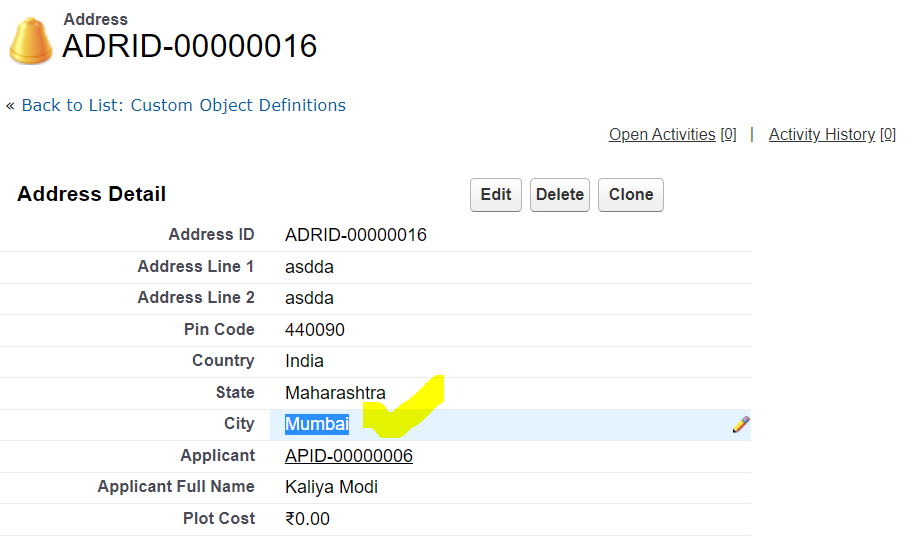 Address
ADRID-00000016
« Back to List: Custom Object Definitions
Open Activities [0] | Activity History [0]
Address Detail Edit Delete Clone
Address ID ADRID-00000016
Address Line 1 asdda
Address Line 2 asdda
Pin Code 440090
Country India
State Maharashtra
City Mumbai
Applicant APID-00000006
Applicant Full Name Kaliya Modi
Plot Cost ₹0.00